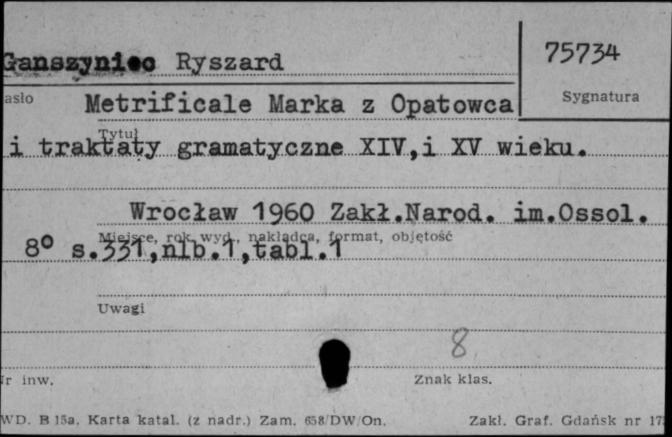 Ganszyniec Ryszard
75734
asło
Sygnatura
Metrificale Marka z Opatowca
Tytuł
i traktaty gramatyczne XIV,i XV wieku.
Wrocław 1960 Zakł.Narod. im.Ossol.
Miejsce, rok wyd., nakładca, format, objętość
8° s.331,nlb.1,tabl.1
Uwagi
8
Nr inw.
Znak klas.
WD. B 15a. Karta katal. (z nadr.) Zam. 658/DW/On.
Zakł. Graf. Gdańsk nr 17